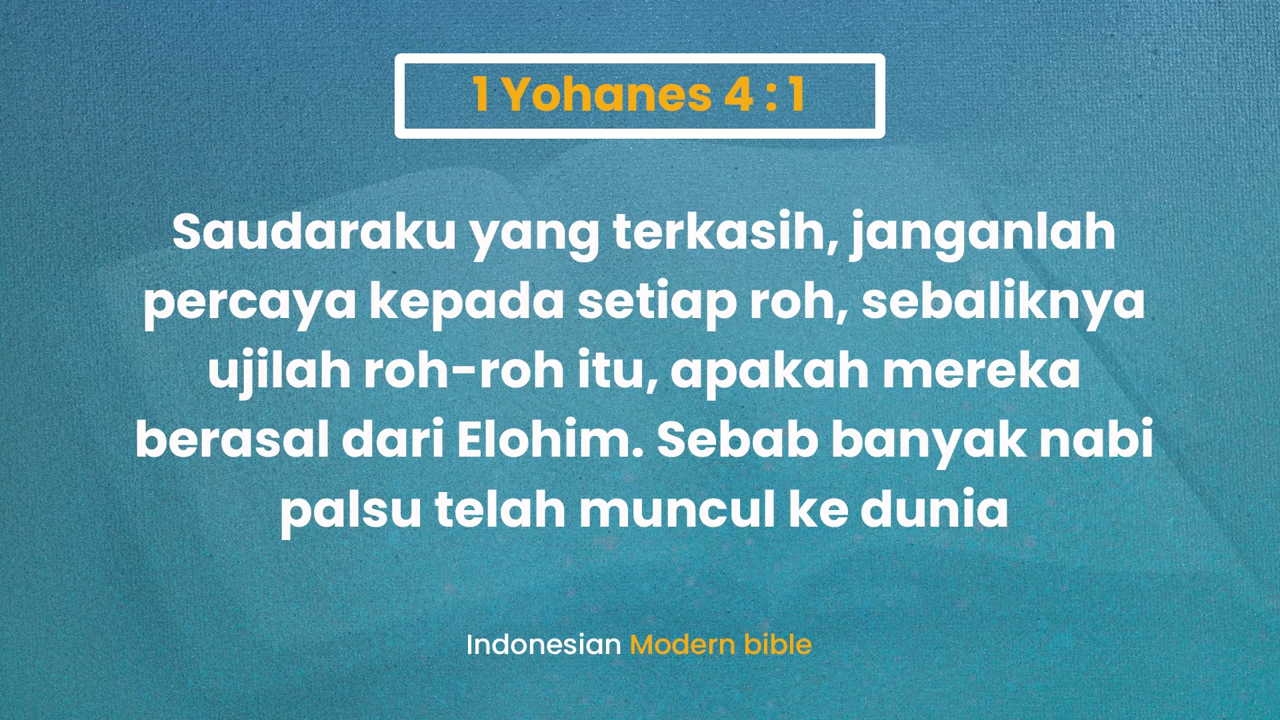 1 Yohanes 4 : 1
Saudaraku yang terkasih, janganlah
percaya kepada setiap roh, sebaliknya
ujilah roh-roh itu, apakah mereka
berasal dari Elohim. Sebab banyak nabi
palsu telah muncul ke dunia
Indonesian Modern bible